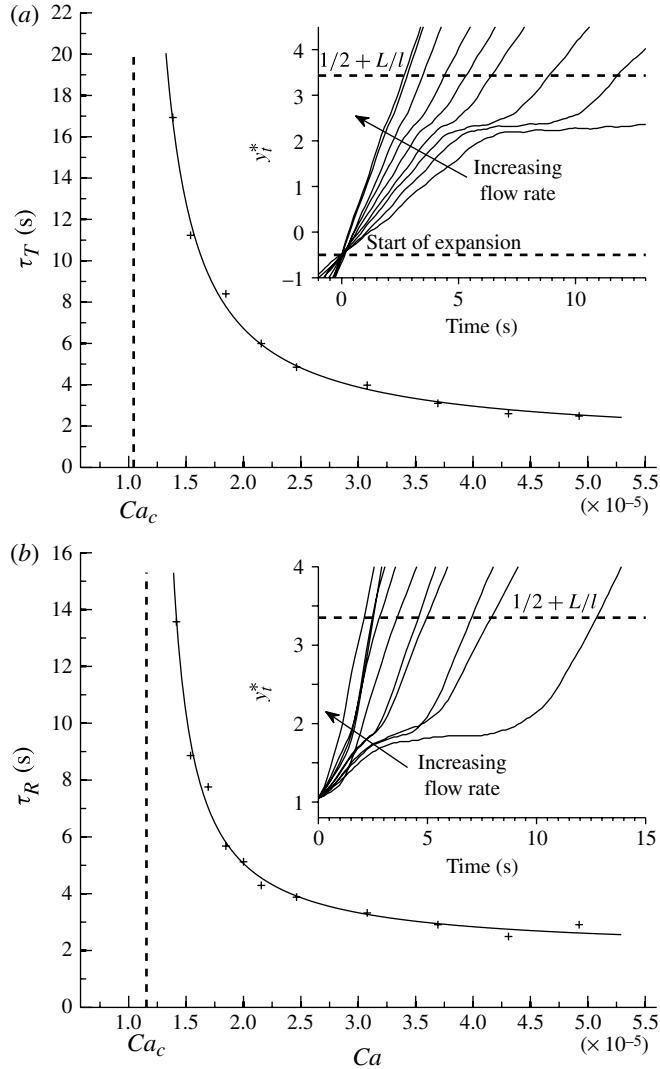 (a)
22
20
18
16
14
12
10
8
6
4
2
0
τ_T (s)
1.0 1.5 2.0 2.5 3.0 3.5 4.0 4.5 5.0 5.5
Ca_c
(× 10⁻⁵)
4
3
2
1
0
−1
y_t^*
1/2 + L/l
Increasing
flow rate
Start of expansion
0 5 10
Time (s)
(b)
16
14
12
10
8
6
4
2
0
τ_R (s)
1.0 1.5 2.0 2.5 3.0 3.5 4.0 4.5 5.0 5.5
Ca_c
Ca
(× 10⁻⁵)
4
3
2
1
y_t^*
1/2 + L/l
Increasing
flow rate
0 5 10 15
Time (s)